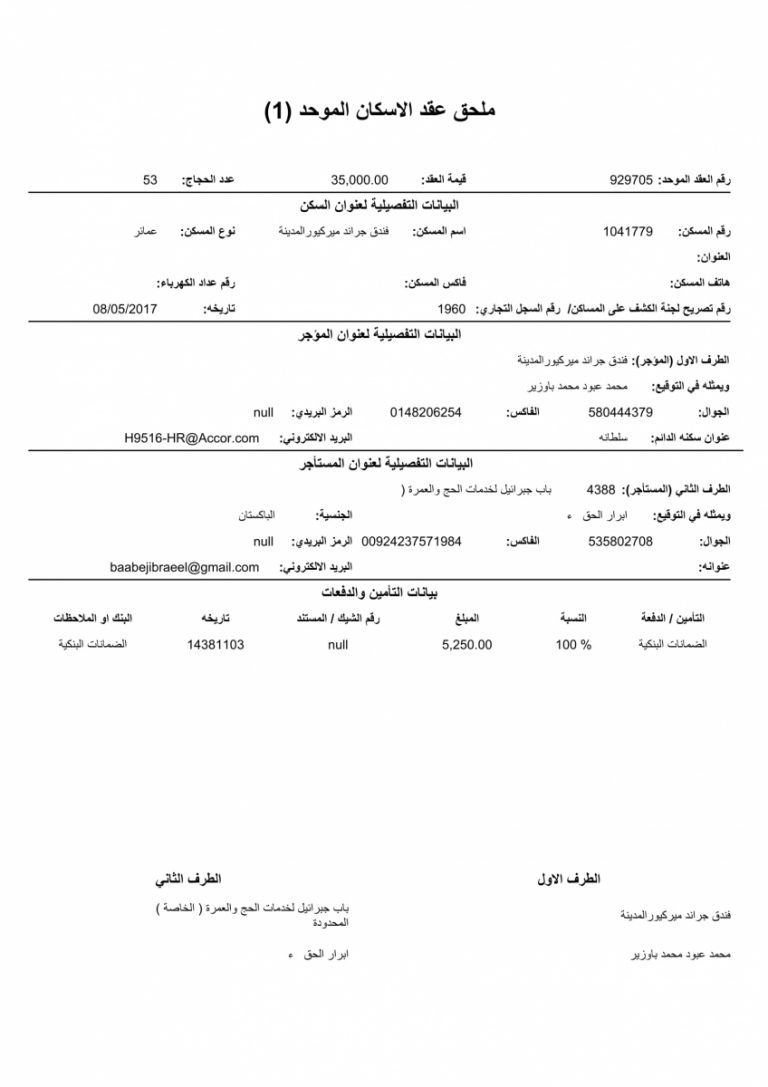 ملحق عقد الاسكان الموحد (1)
رقم العقد الموحد: 929705 قيمة العقد: 35,000.00 عدد الحجاج: 53
البيانات التفصيلية لعنوان السكن
رقم المسكن: 1041779 اسم المسكن: فندق جراند ميركيورالمدينة نوع المسكن: عمائر
العنوان:
هاتف المسكن: فاكس المسكن: رقم عداد الكهرباء:
رقم تصريح لجنة الكشف على المساكن/ رقم السجل التجاري: 1960 تاريخه: 08/05/2017
البيانات التفصيلية لعنوان المؤجر
الطرف الاول (المؤجر): فندق جراند ميركيورالمدينة
ويمثله في التوقيع: محمد عبود محمد باوزير
الجوال: 580444379 الفاكس: 0148206254 الرمز البريدي: null
عنوان سكنه الدائم: سلطانه البريد الالكتروني: H9516-HR@Accor.com
البيانات التفصيلية لعنوان المستأجر
الطرف الثاني (المستأجر): 4388 باب جبرائيل لخدمات الحج والعمرة (
ويمثله في التوقيع: ابرار الحق ء الجنسية: الباكستان
الجوال: 535802708 الفاكس: 00924237571984 الرمز البريدي: null
عنوانه: البريد الالكتروني: baabejibraeel@gmail.com
بيانات التأمين والدفعات
التأمين / الدفعة النسبة المبلغ رقم الشيك / المستند تاريخه البنك او الملاحظات
الضمانات البنكية 100 % 5,250.00 null 14381103 الضمانات البنكية
الطرف الاول الطرف الثاني
فندق جراند ميركيورالمدينة باب جبرائيل لخدمات الحج والعمرة ( الخاصة )
المحدودة
محمد عبود محمد باوزير ابرار الحق ء